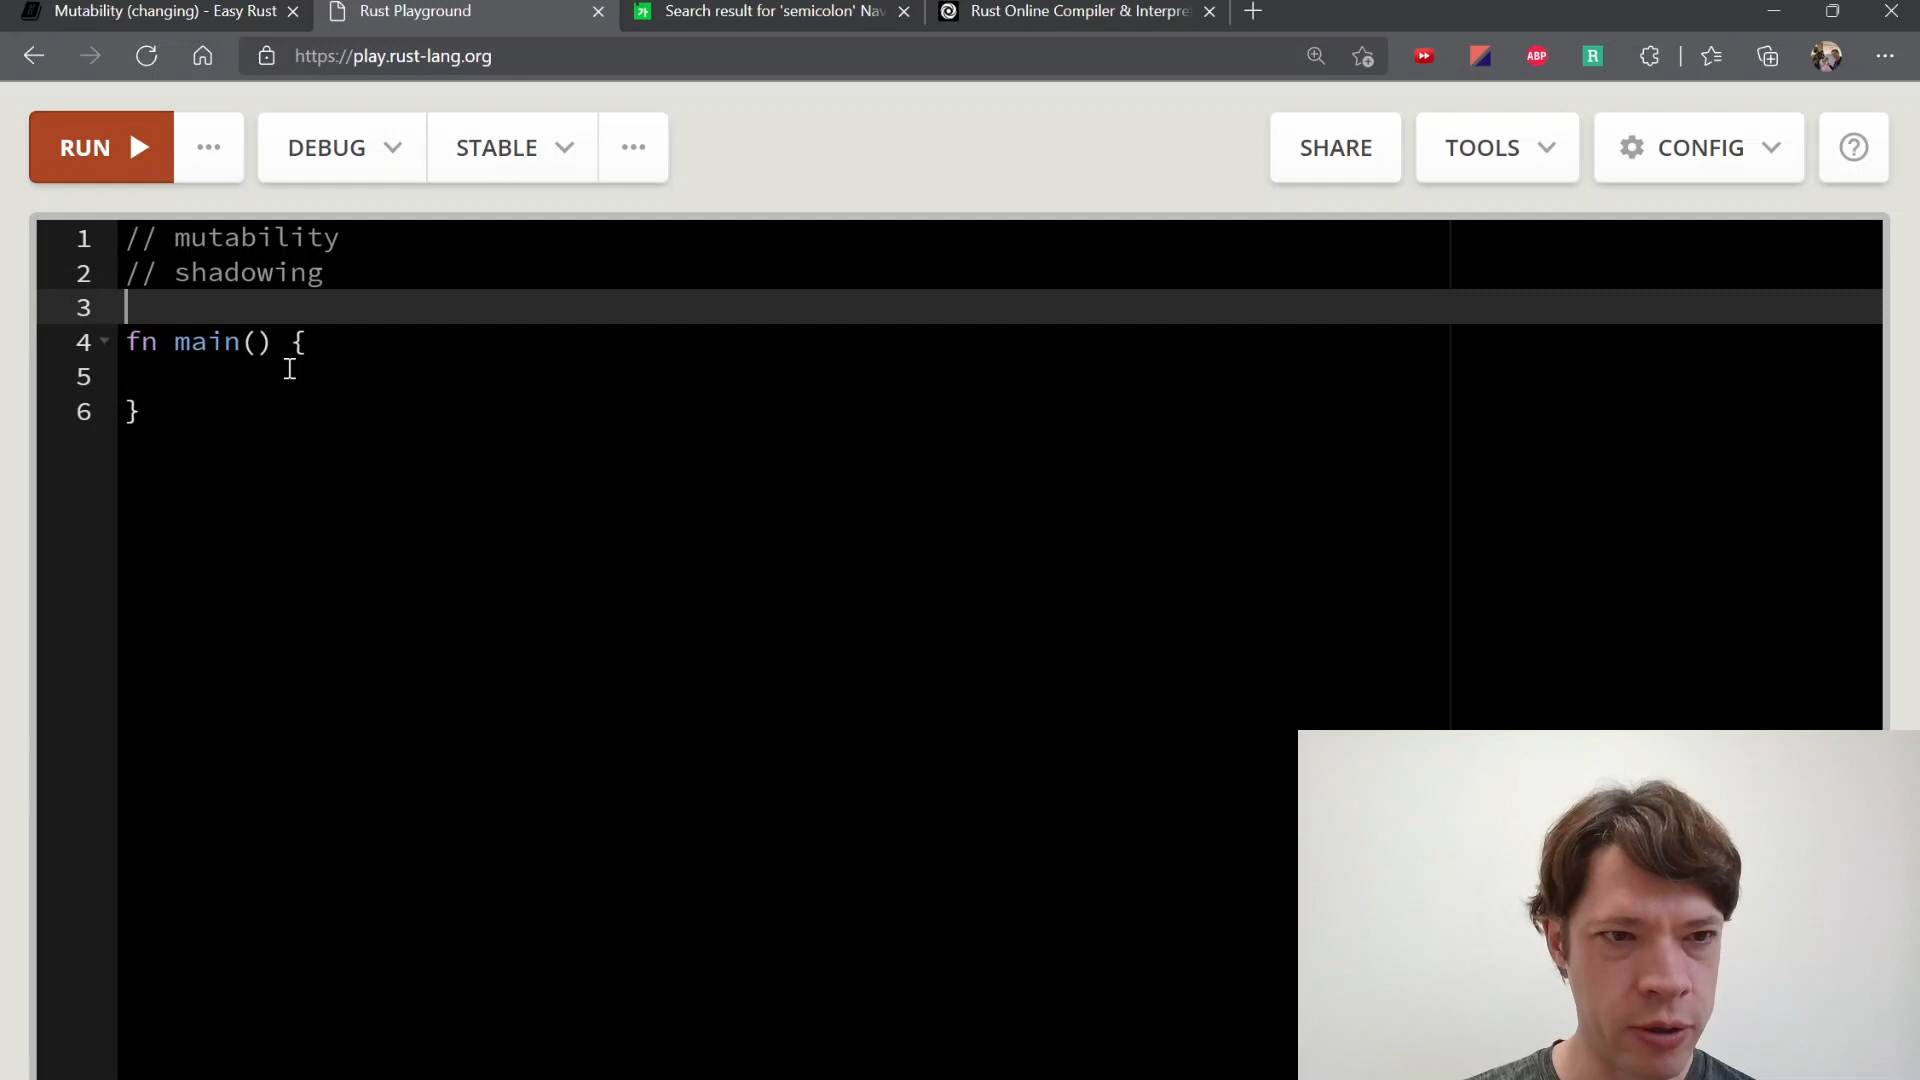 Mutability (changing) - Easy Rust
Rust Playground
Search result for 'semicolon' Nav
Rust Online Compiler & Interpre
https://play.rust-lang.org
ABP
R
RUN
DEBUG
STABLE
SHARE
TOOLS
CONFIG
1 // mutability
2 // shadowing
3
4 fn main() {
5
6 }